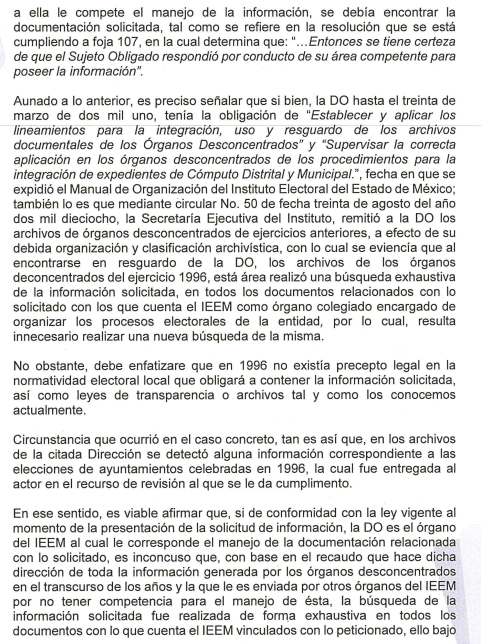 a ella le compete el manejo de la información, se debía encontrar la
documentación solicitada, tal como se refiere en la resolución que se está
cumpliendo a foja 107, en la cual determina que: “…Entonces se tiene certeza
de que el Sujeto Obligado respondió por conducto de su área competente para
poseer la información”.
Aunado a lo anterior, es preciso señalar que si bien, la DO hasta el treinta de
marzo de dos mil uno, tenía la obligación de “Establecer y aplicar los
lineamientos para la integración, uso y resguardo de los archivos
documentales de los Órganos Desconcentrados” y “Supervisar la correcta
aplicación en los órganos desconcentrados de los procedimientos para la
integración de expedientes de Cómputo Distrital y Municipal.”, fecha en que se
expidió el Manual de Organización del Instituto Electoral del Estado de México;
también lo es que mediante circular No. 50 de fecha treinta de agosto del año
dos mil dieciocho, la Secretaría Ejecutiva del Instituto, remitió a la DO los
archivos de órganos desconcentrados de ejercicios anteriores, a efecto de su
debida organización y clasificación archivística, con lo cual se eviencía que al
encontrarse en resguardo de la DO, los archivos de los órganos
deconcentrados del ejercicio 1996, está área realizó una búsqueda exhaustiva
de la información solicitada, en todos los documentos relacionados con lo
solicitado con los que cuenta el IEEM como órgano colegiado encargado de
organizar los procesos electorales de la entidad, por lo cual, resulta
innecesario realizar una nueva búsqueda de la misma.
No obstante, debe enfatizare que en 1996 no existía precepto legal en la
normatividad electoral local que obligará a contener la información solicitada,
así como leyes de transparencia o archivos tal y como los conocemos
actualmente.
Circunstancia que ocurrió en el caso concreto, tan es así que, en los archivos
de la citada Dirección se detectó alguna información correspondiente a las
elecciones de ayuntamientos celebradas en 1996, la cual fue entregada al
actor en el recurso de revisión al que se le da cumplimento.
En ese sentido, es viable afirmar que, si de conformidad con la ley vigente al
momento de la presentación de la solicitud de información, la DO es el órgano
del IEEM al cual le corresponde el manejo de la documentación relacionada
con lo solicitado, es inconcuso que, con base en el recaudo que hace dicha
dirección de toda la información generada por los órganos desconcentrados
en el transcurso de los años y la que le es enviada por otros órganos del IEEM
por no tener competencia para el manejo de ésta, la búsqueda de la
información solicitada fue realizada de forma exhaustiva en todos los
documentos con lo que cuenta el IEEM vinculados con lo peticionado, ello bajo